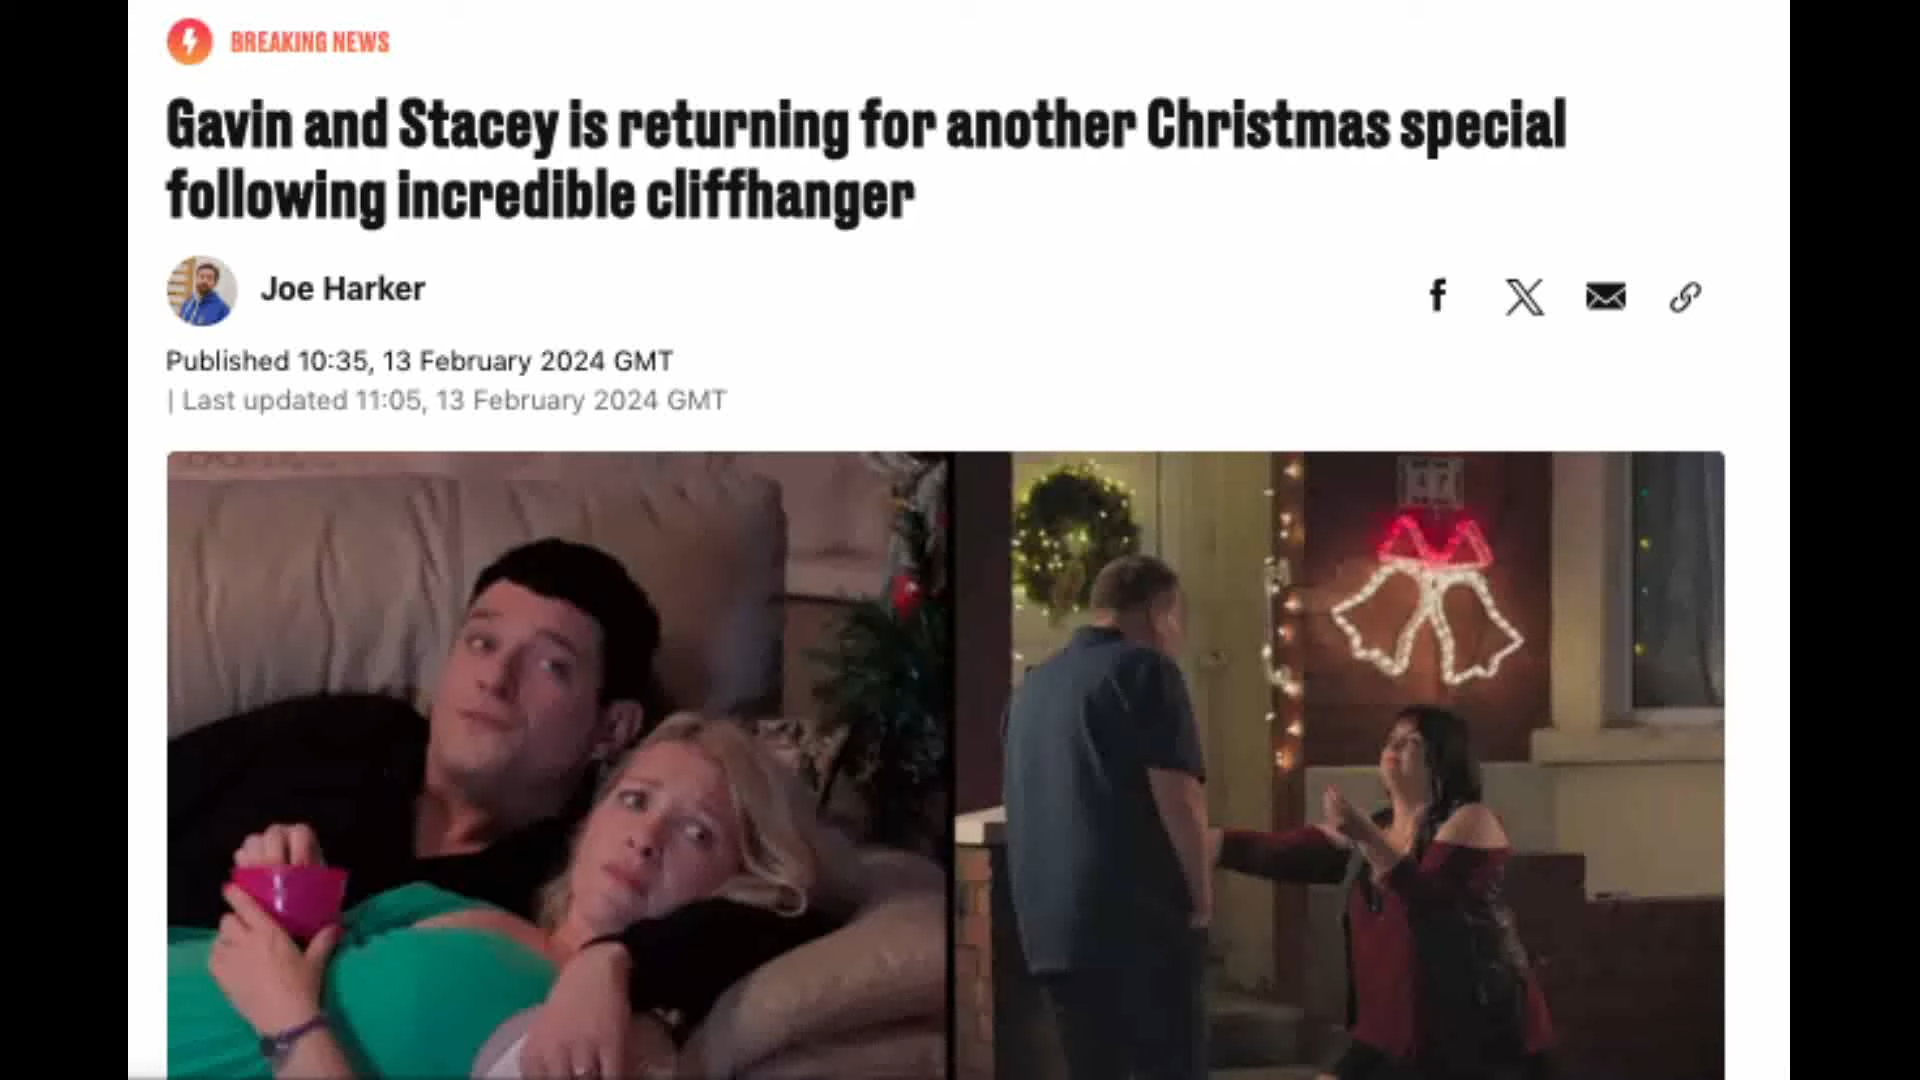 BREAKING NEWS
Gavin and Stacey is returning for another Christmas special
following incredible cliffhanger
Joe Harker
Published 10:35, 13 February 2024 GMT
| Last updated 11:05, 13 February 2024 GMT